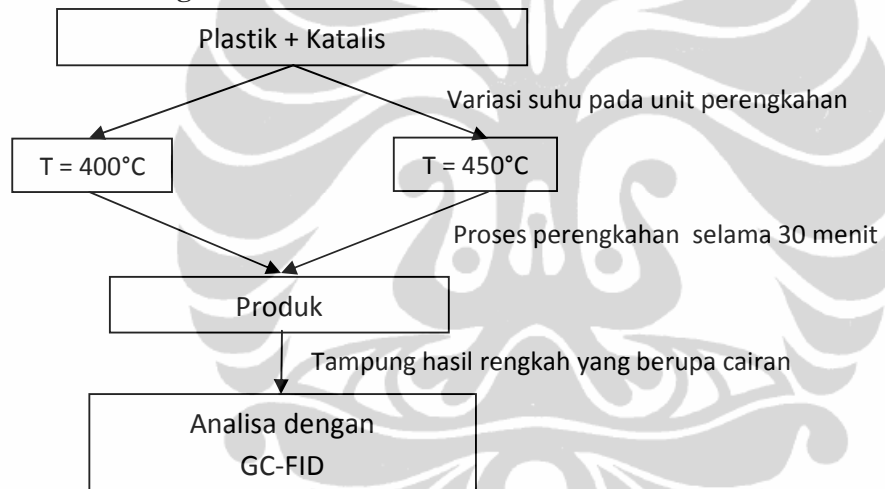 Plastik + Katalis
Variasi suhu pada unit perengkahan
T = 400°C
T = 450°C
Proses perengkahan selama 30 menit
Produk
Tampung hasil rengkah yang berupa cairan
Analisa dengan
GC-FID